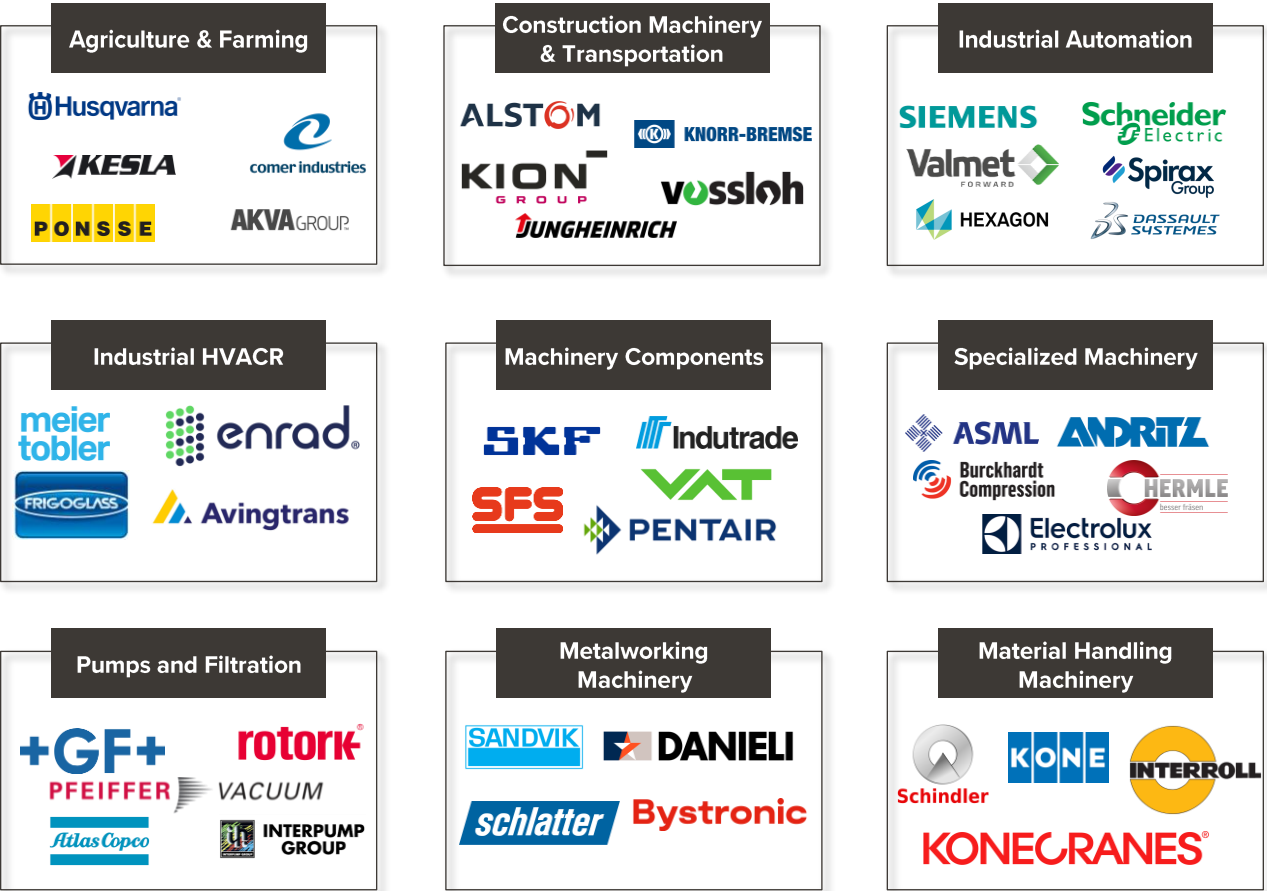 Agriculture & Farming
Husqvarna
comer industries
KESLA
PONSSE
AKVAGROUP
Construction Machinery
& Transportation
ALSTOM
KNORR-BREMSE
KION
GROUP
vossloh
JUNGHEINRICH
Industrial Automation
SIEMENS
Schneider
Electric
Valmet
FORWARD
Spirax
Group
HEXAGON
DASSAULT
SYSTEMES
Industrial HVACR
meier
tobler
enrad®
FRIGOGLASS
Avingtrans
Machinery Components
SKF
Indutrade
VAT
SFS
PENTAIR
Specialized Machinery
ASML
ANDRITZ
Burckhardt
Compression
HERMLE
besser fräsen
Electrolux
PROFESSIONAL
Pumps and Filtration
+GF+
rotork®
PFEIFFER VACUUM
Atlas Copco
INTERPUMP
GROUP
Metalworking
Machinery
SANDVIK
DANIELI
schlatter
Bystronic
Material Handling
Machinery
Schindler
KONE
INTERROLL
KONECRANES®